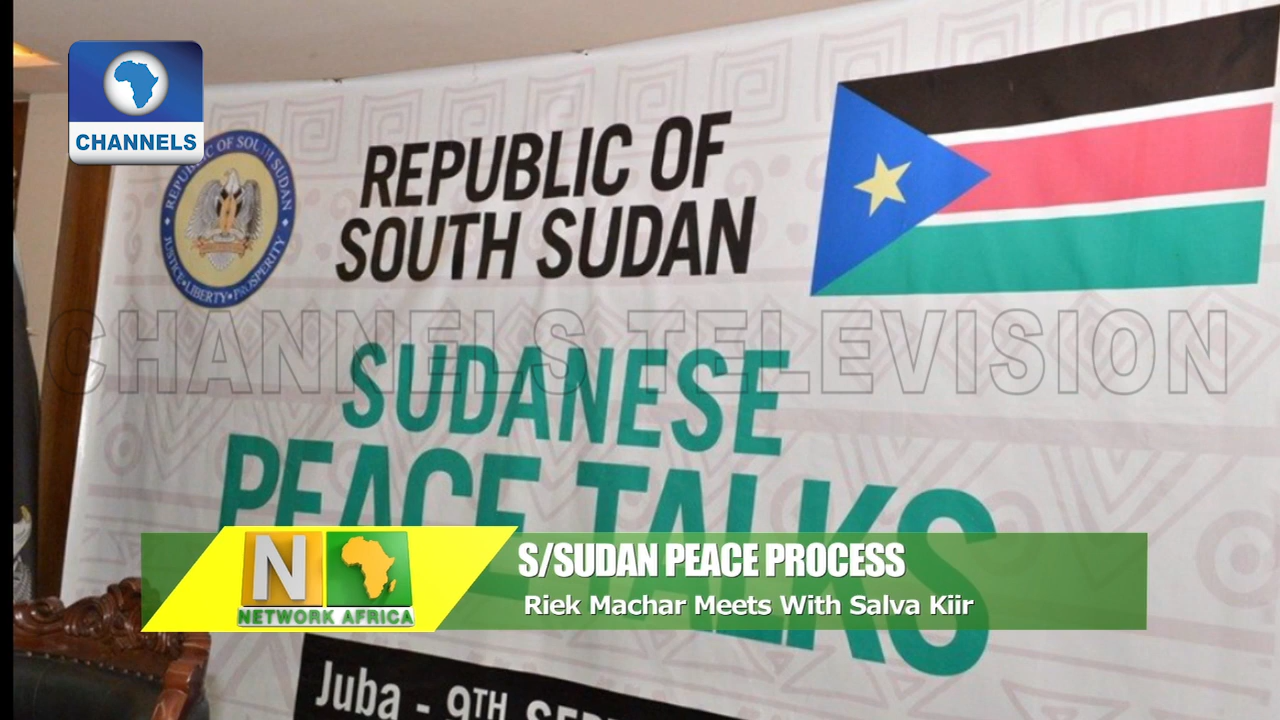 CHANNELS
REPUBLIC OF SOUTH SUDAN
JUSTICE • LIBERTY • PROSPERITY
REPUBLIC OF
SOUTH SUDAN
CHANNELS TELEVISION
SUDANESE
PEACE TALKS
S/SUDAN PEACE PROCESS
Riek Machar Meets With Salva Kiir
N
NETWORK AFRICA
Juba - 9TH